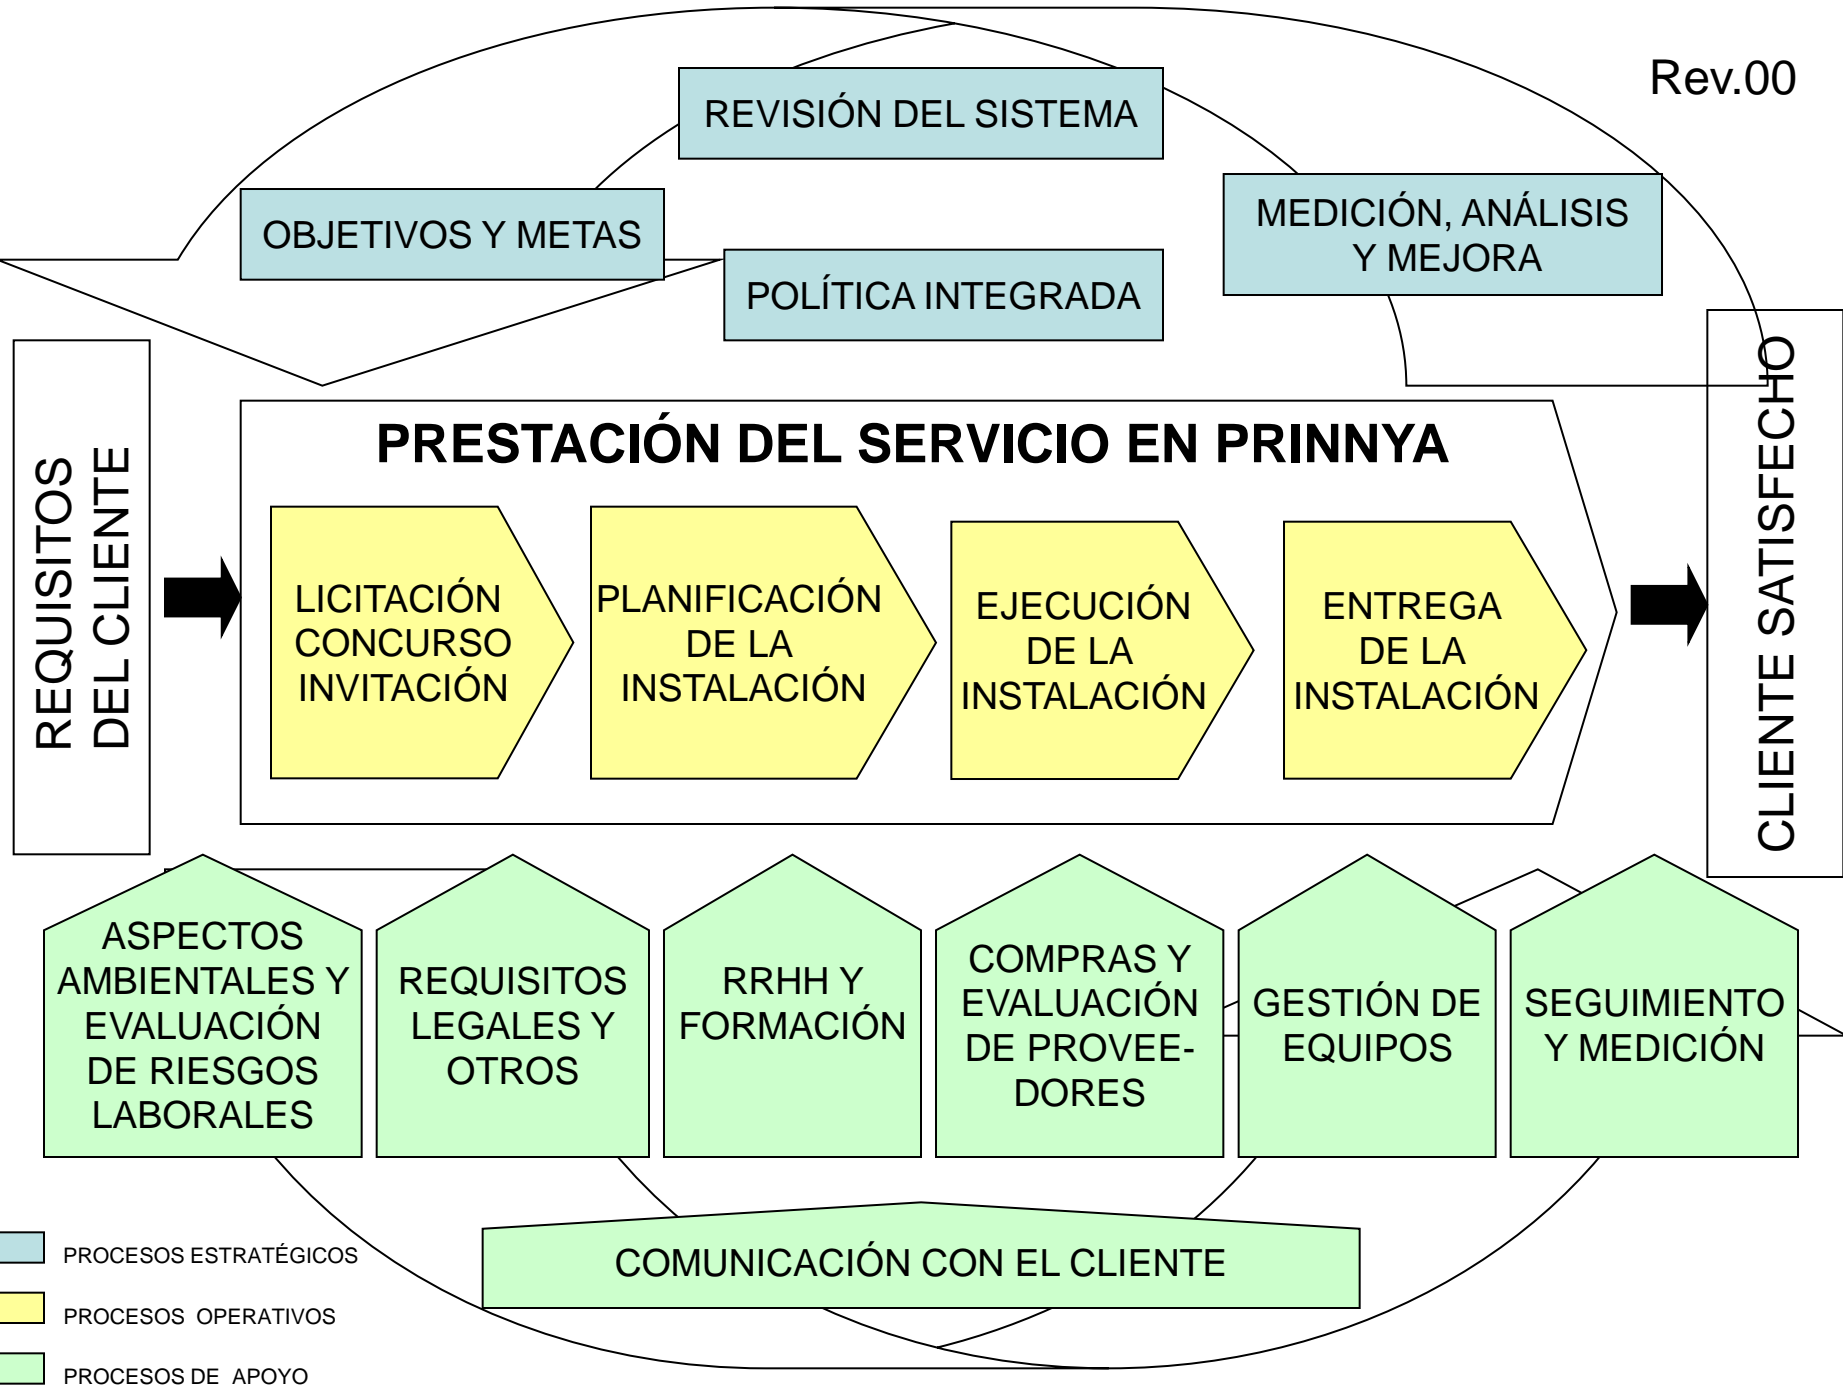 Rev.00
REVISIÓN DEL SISTEMA
OBJETIVOS Y METAS
MEDICIÓN, ANÁLISIS
Y MEJORA
POLÍTICA INTEGRADA
REQUISITOS
DEL CLIENTE
PRESTACIÓN DEL SERVICIO EN PRINNYA
LICITACIÓN
CONCURSO
INVITACIÓN
PLANIFICACIÓN
DE LA
INSTALACIÓN
EJECUCIÓN
DE LA
INSTALACIÓN
ENTREGA
DE LA
INSTALACIÓN
CLIENTE SATISFECHO
ASPECTOS
AMBIENTALES Y
EVALUACIÓN
DE RIESGOS
LABORALES
REQUISITOS
LEGALES Y
OTROS
RRHH Y
FORMACIÓN
COMPRAS Y
EVALUACIÓN
DE PROVEE-
DORES
GESTIÓN DE
EQUIPOS
SEGUIMIENTO
Y MEDICIÓN
COMUNICACIÓN CON EL CLIENTE
PROCESOS ESTRATÉGICOS
PROCESOS OPERATIVOS
PROCESOS DE APOYO